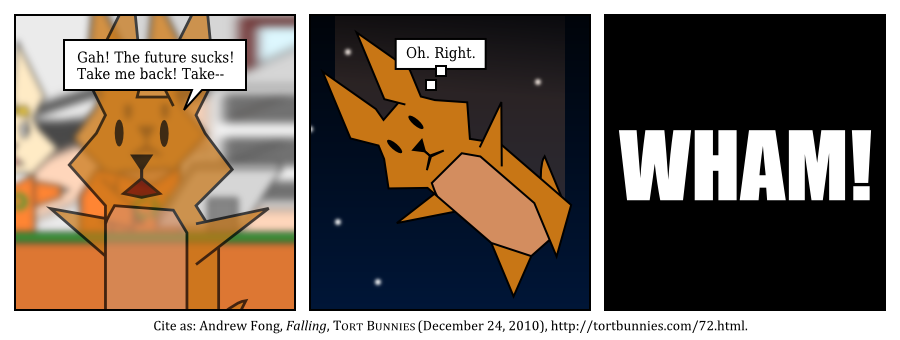 Gah! The future sucks!
Take me back! Take--
Oh. Right.
WHAM!
Cite as: Andrew Fong, Falling, TORT BUNNIES (December 24, 2010), http://tortbunnies.com/72.html.